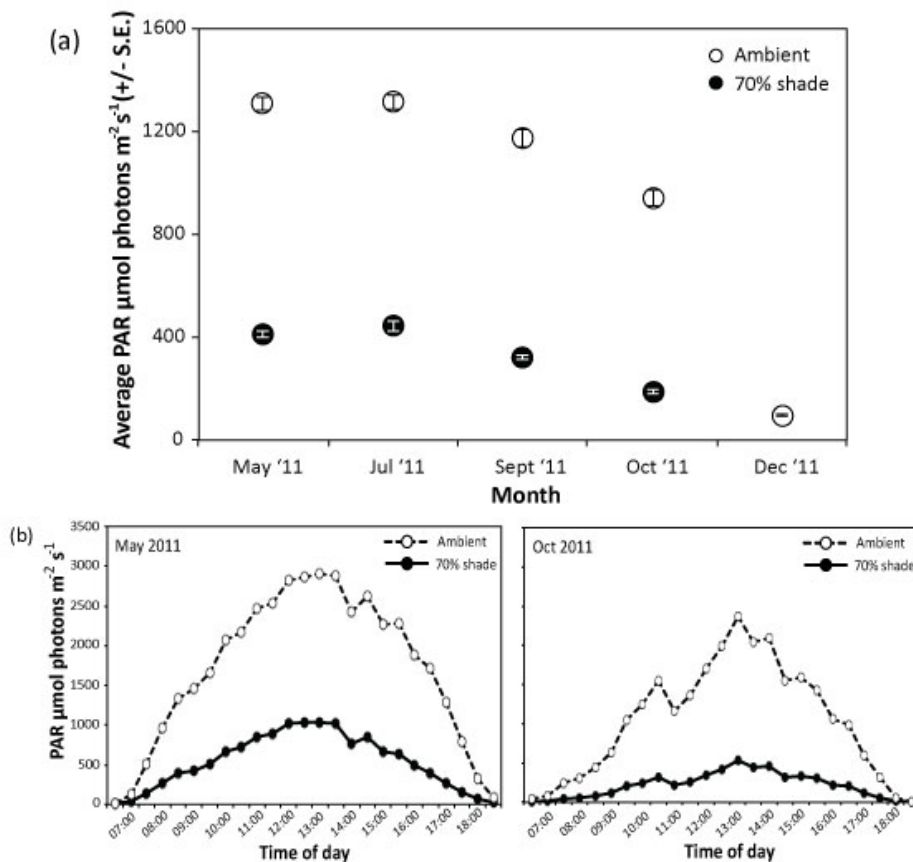 (a)
Average PAR µmol photons m⁻² s⁻¹(+/- S.E.)
1600
1200
800
400
0
Ambient
70% shade
May '11
Jul '11
Sept '11
Oct '11
Dec '11
Month
(b)
PAR µmol photons m⁻² s⁻¹
3500
3000
2500
2000
1500
1000
500
0
May 2011
Ambient
70% shade
07:00
08:00
09:00
10:00
11:00
12:00
13:00
14:00
15:00
16:00
17:00
18:00
Time of day
Oct 2011
Ambient
70% shade
07:00
08:00
09:00
10:00
11:00
12:00
13:00
14:00
15:00
16:00
17:00
18:00
Time of day